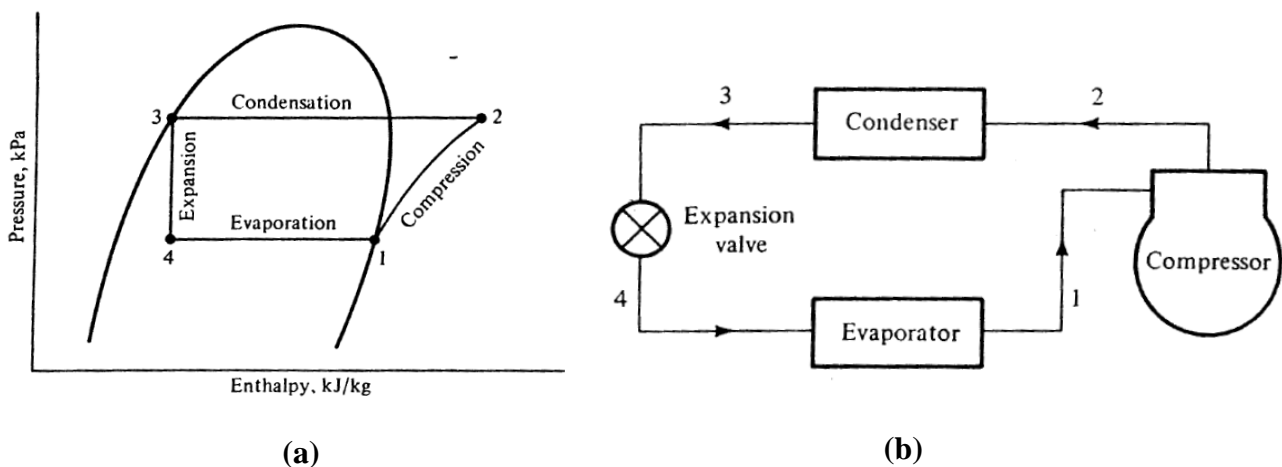 Pressure, kPa
3
Condensation
2
Expansion
Compression
Evaporation
4
1
Enthalpy, kJ/kg
(a)
3
Condenser
2
Expansion
valve
Compressor
4
Evaporator
1
(b)